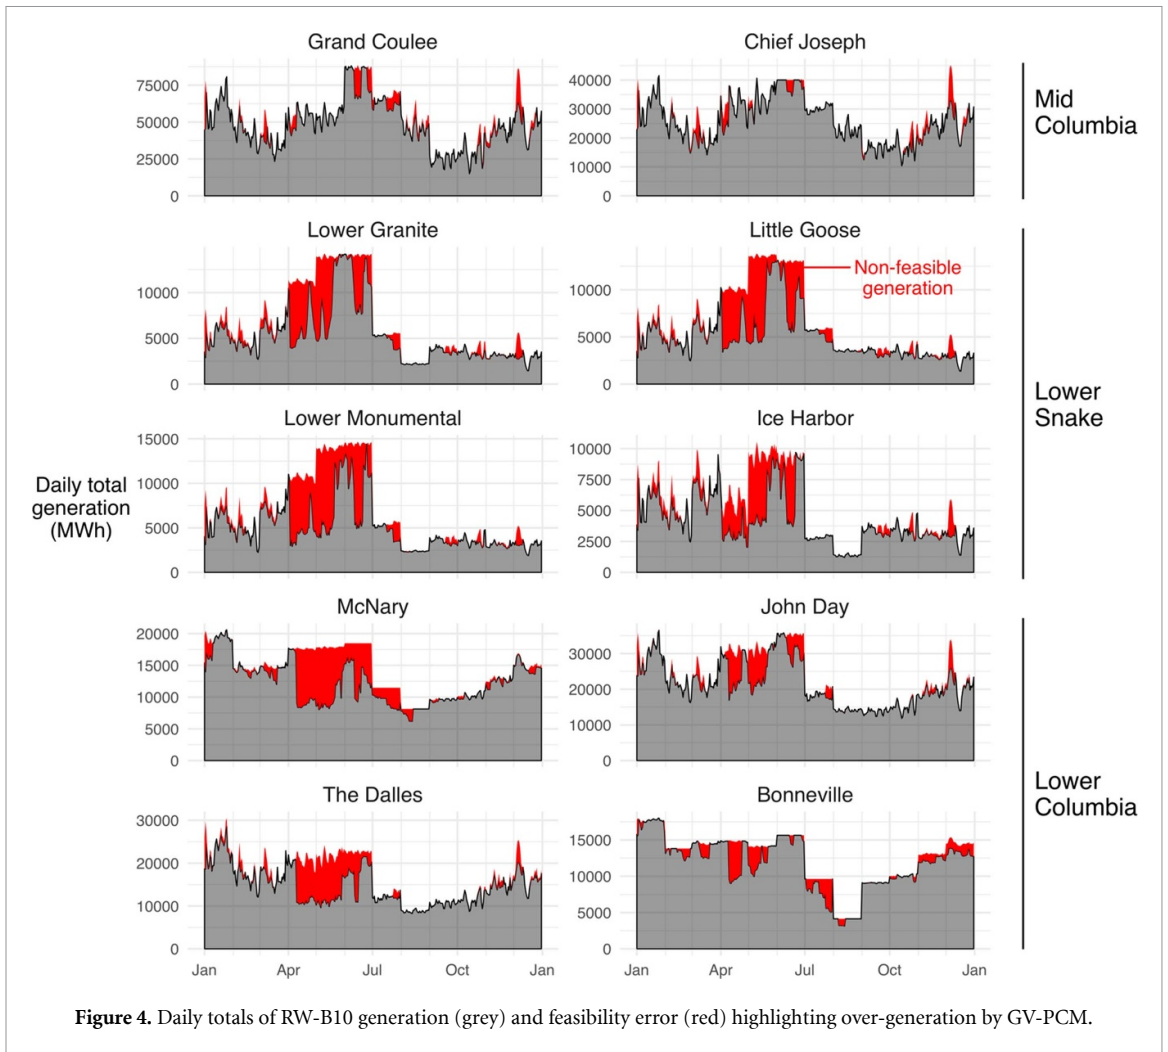 Grand Coulee
Chief Joseph
75000
50000
25000
0
40000
30000
20000
10000
0
Mid
Columbia
Lower Granite
Little Goose
10000
5000
0
10000
5000
0
Non-feasible
generation
Lower
Snake
Lower Monumental
Ice Harbor
Daily total
generation
(MWh)
15000
10000
5000
0
10000
7500
5000
2500
0
McNary
John Day
20000
15000
10000
5000
0
30000
20000
10000
0
Lower
Columbia
The Dalles
Bonneville
30000
20000
10000
0
15000
10000
5000
0
Jan Apr Jul Oct Jan
Jan Apr Jul Oct Jan
Figure 4. Daily totals of RW-B10 generation (grey) and feasibility error (red) highlighting over-generation by GV-PCM.